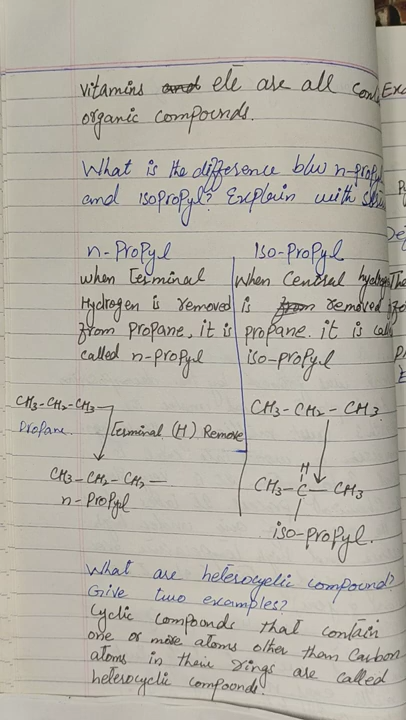 vitamins and etc are all
organic compounds.
What is the difference b/w n-propyl
and isopropyl? Explain with
n-Propyl
when Terminal
Hydrogen is removed
from propane, it is
called n-propyl
CH3-CH2-CH3
Propane
Terminal (H) Remove
CH3-CH2-CH2-
n-Propyl
Iso-propyl
When Central hydrogen
is from removed from
propane. it is
iso-propyl
CH3-CH2-CH3
H
CH3-C-CH3
iso-propyl.
What are heterocyclic compound?
Give two examples?
Cyclic compounds that contain
one or more atoms other than Carbon
atoms in their rings are called
heterocyclic compounds